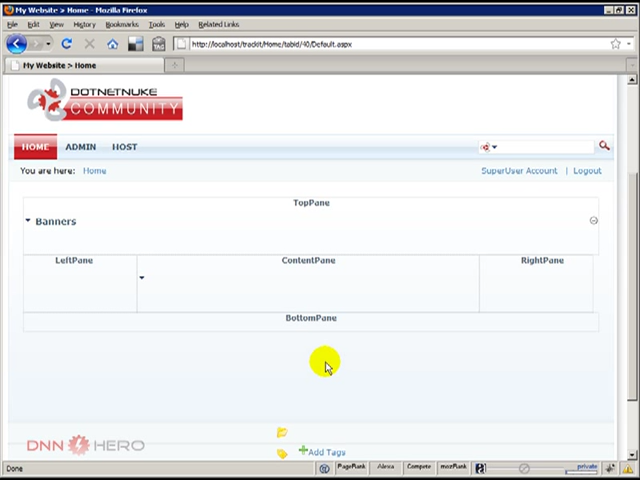 My Website > Home - Mozilla Firefox
File Edit View History Bookmarks Tools Help Related Links
http://localhost/trackit/Home/tabid/40/Default.aspx
My Website > Home
DOTNETNUKE
COMMUNITY
HOME ADMIN HOST
You are here: Home SuperUser Account | Logout
TopPane
Banners
LeftPane ContentPane RightPane
BottomPane
DNN HERO
Add Tags
Done PageRank Alexa Compete mozRank private